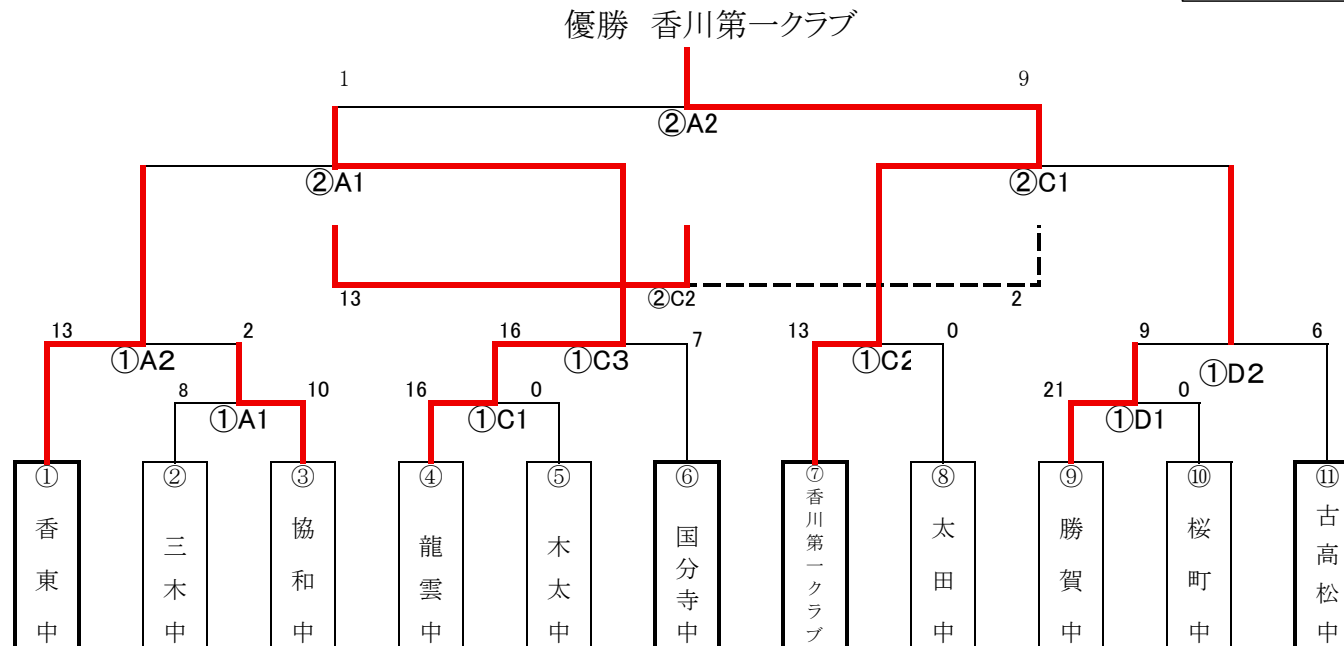 優勝 香川第一クラブ
1
9
②A2
②A1
②C1
13
②C2
2
13
2
16
7
13
0
9
6
①A2
①C3
①C2
①D2
8
10
16
0
21
0
①A1
①C1
①D1
①香東中
②三木中
③協和中
④龍雲中
⑤木太中
⑥国分寺中
⑦香川第一クラブ
⑧太田中
⑨勝賀中
⑩桜町中
⑪古高松中